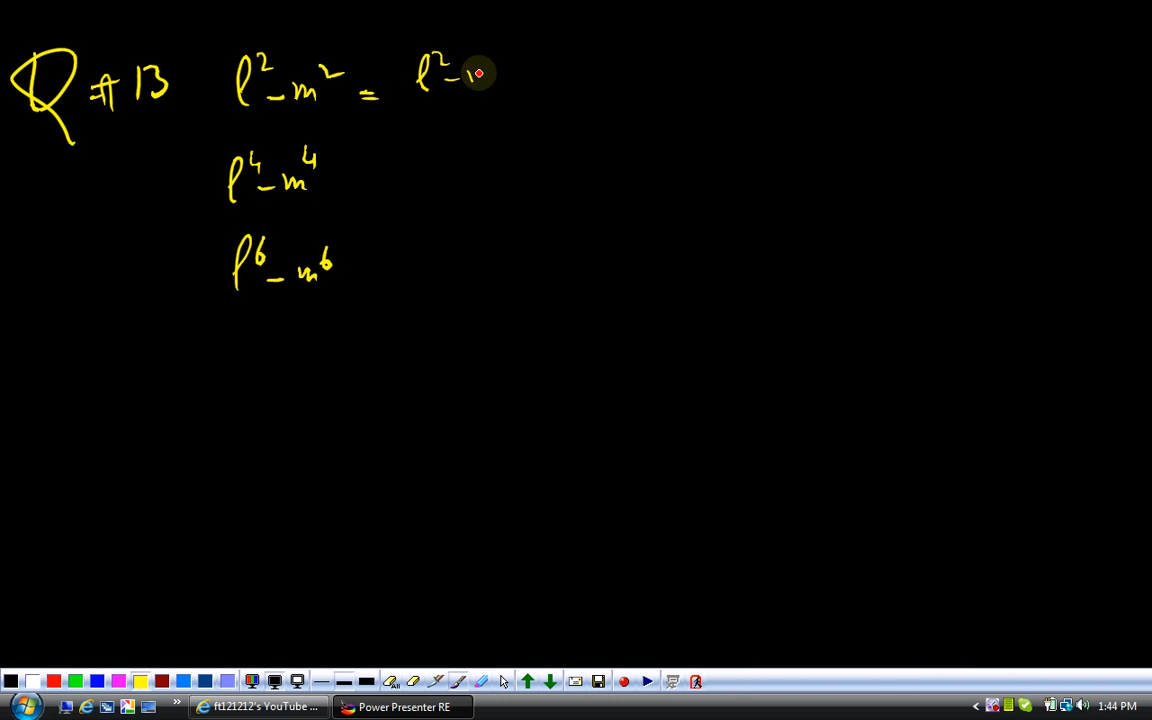 Q # 13 l² - m² = l² -
l⁴ - m⁴
l⁶ - m⁶
ft121212's YouTube ... Power Presenter RE 1:44 PM